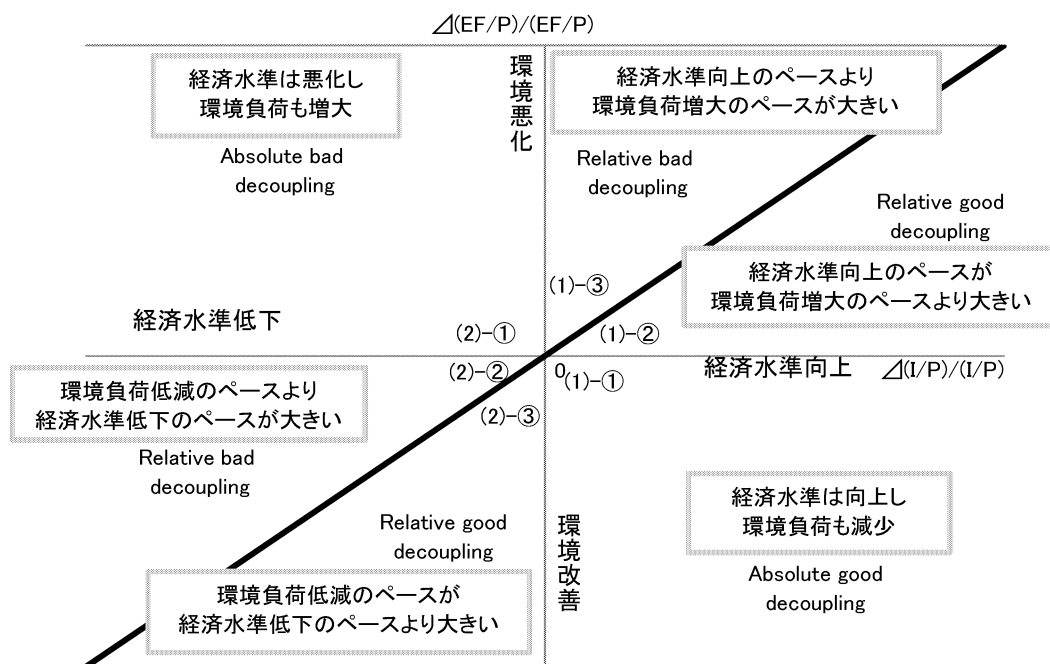 ⊿(EF/P)/(EF/P)
経済水準は悪化し
環境負荷も増大
Absolute bad
decoupling
環境悪化
経済水準向上のペースより
環境負荷増大のペースが大きい
Relative bad
decoupling
Relative good
decoupling
経済水準向上のペースが
環境負荷増大のペースより大きい
(1)-③
経済水準低下
(2)-①
(1)-②
(2)-②
0
(1)-①
経済水準向上
⊿(I/P)/(I/P)
環境負荷低減のペースより
経済水準低下のペースが大きい
(2)-③
Relative bad
decoupling
Relative good
decoupling
環境改善
経済水準は向上し
環境負荷も減少
Absolute good
decoupling
環境負荷低減のペースが
経済水準低下のペースより大きい